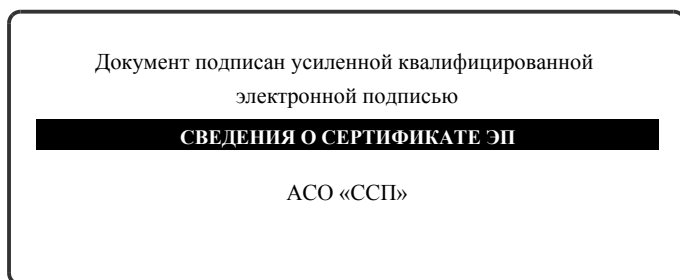 Документ подписан усиленной квалифицированной
электронной подписью
СВЕДЕНИЯ О СЕРТИФИКАТЕ ЭП
АСО «ССП»